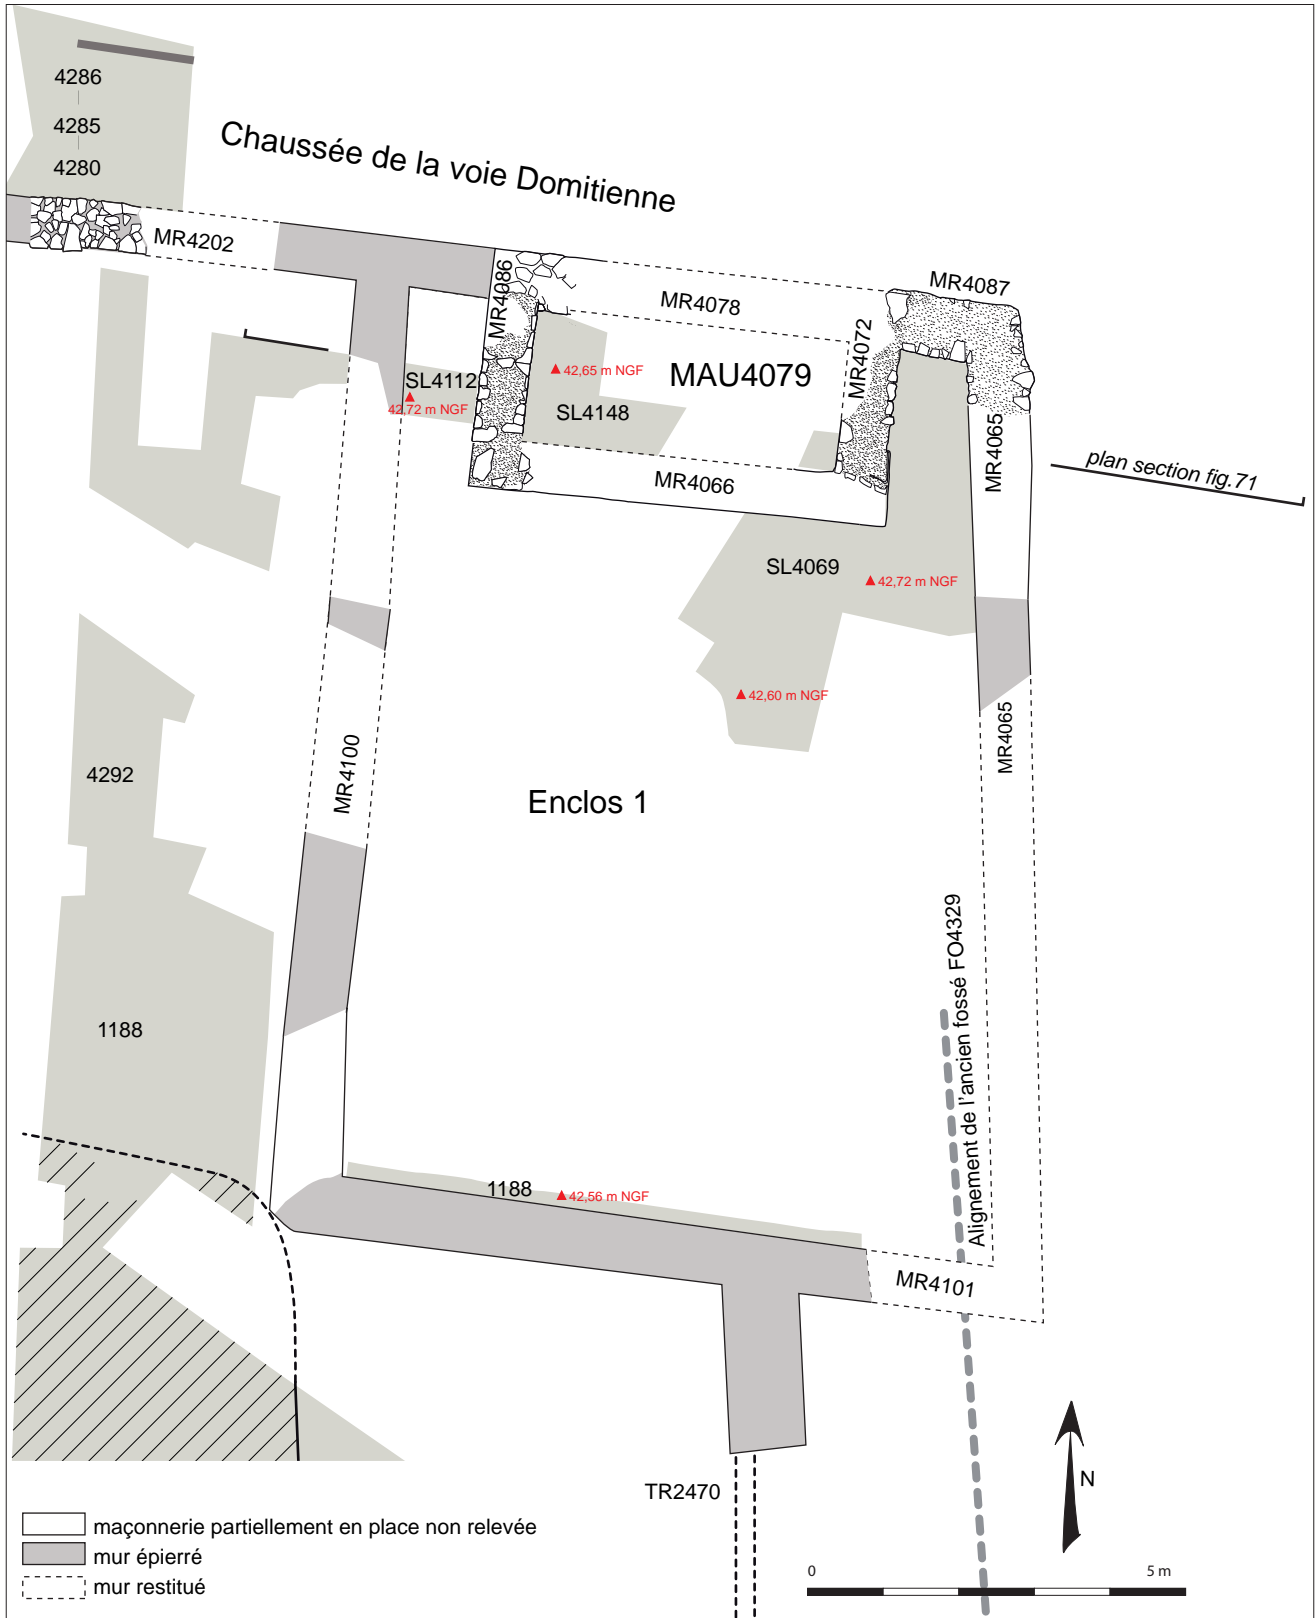 4286
4285
4280
Chaussée de la voie Domitienne
MR4202
MR4086
MR4078
MR4087
MR4072
MAU4079
42,65 m NGF
SL4112
42,72 m NGF
SL4148
MR4065
plan section fig.71
MR4066
SL4069
42,72 m NGF
42,60 m NGF
MR4065
MR4100
4292
Enclos 1
Alignement de l'ancien fossé FO4329
1188
1188
42,56 m NGF
MR4101
TR2470
N
maçonnerie partiellement en place non relevée
mur épierré
mur restitué
0
5 m